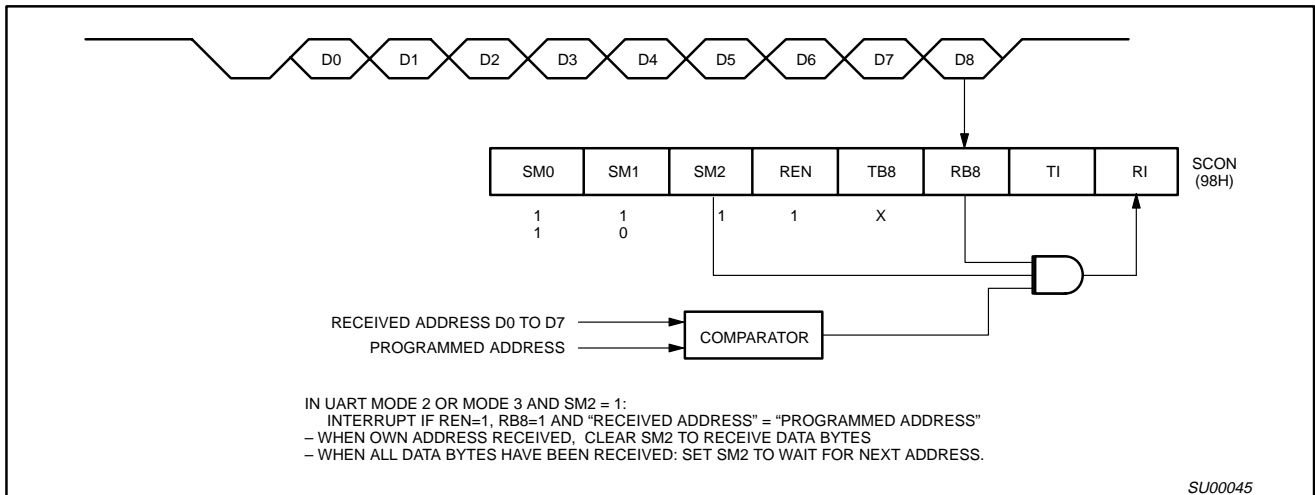 D0 D1 D2 D3 D4 D5 D6 D7 D8
SM0 SM1 SM2 REN TB8 RB8 TI RI
SCON
(98H)
1 1 1 1 X
1 0
RECEIVED ADDRESS D0 TO D7
PROGRAMMED ADDRESS
COMPARATOR
IN UART MODE 2 OR MODE 3 AND SM2 = 1:
INTERRUPT IF REN=1, RB8=1 AND “RECEIVED ADDRESS” = “PROGRAMMED ADDRESS”
– WHEN OWN ADDRESS RECEIVED, CLEAR SM2 TO RECEIVE DATA BYTES
– WHEN ALL DATA BYTES HAVE BEEN RECEIVED: SET SM2 TO WAIT FOR NEXT ADDRESS.
SU00045